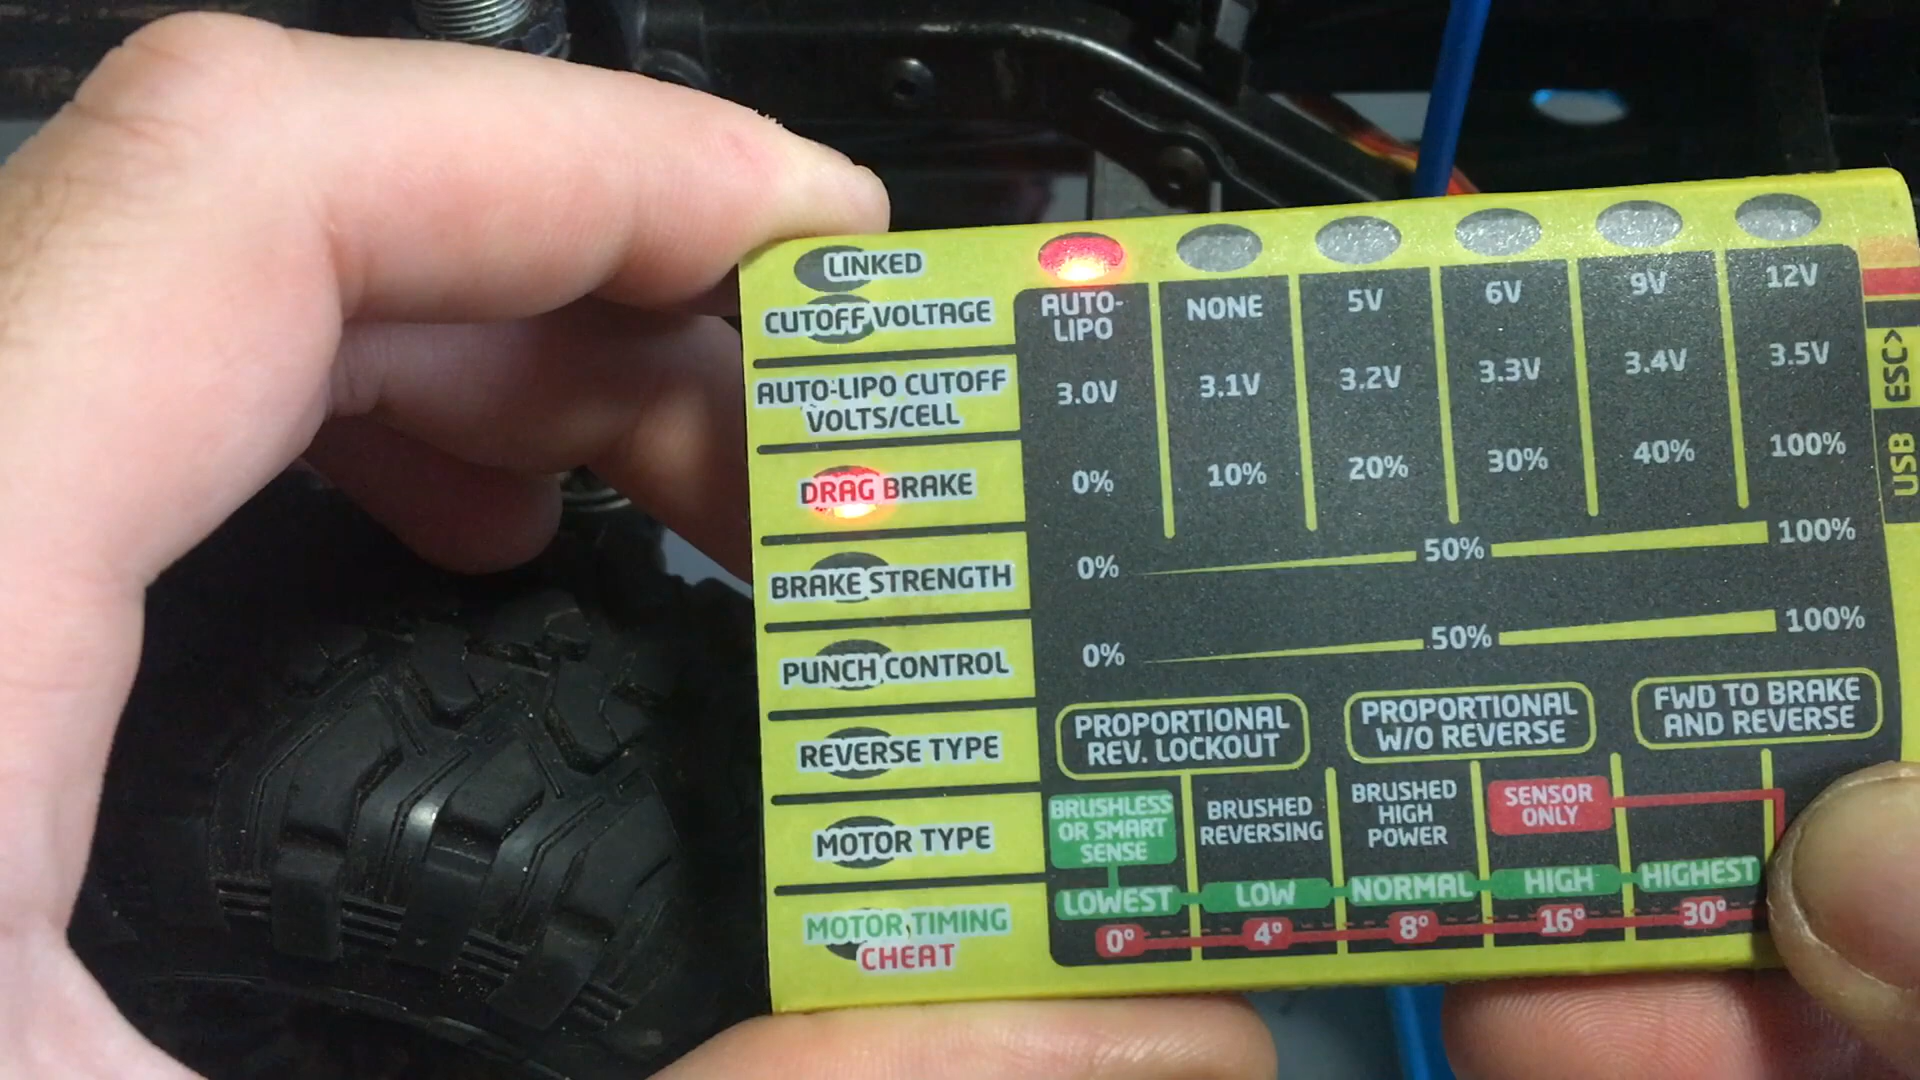 LINKED
CUTOFF VOLTAGE
AUTO-LIPO
NONE
5V
6V
9V
12V
AUTO-LIPO CUTOFF
VOLTS/CELL
3.0V
3.1V
3.2V
3.3V
3.4V
3.5V
DRAG BRAKE
0%
10%
20%
30%
40%
100%
BRAKE STRENGTH
0%
50%
100%
PUNCH CONTROL
0%
50%
100%
REVERSE TYPE
PROPORTIONAL
REV. LOCKOUT
PROPORTIONAL
W/O REVERSE
FWD TO BRAKE
AND REVERSE
MOTOR TYPE
BRUSHLESS
OR SMART
SENSE
BRUSHED
REVERSING
BRUSHED
HIGH
POWER
SENSOR
ONLY
MOTOR TIMING
CHEAT
LOWEST
LOW
NORMAL
HIGH
HIGHEST
0°
4°
8°
16°
30°
ESC>
USB